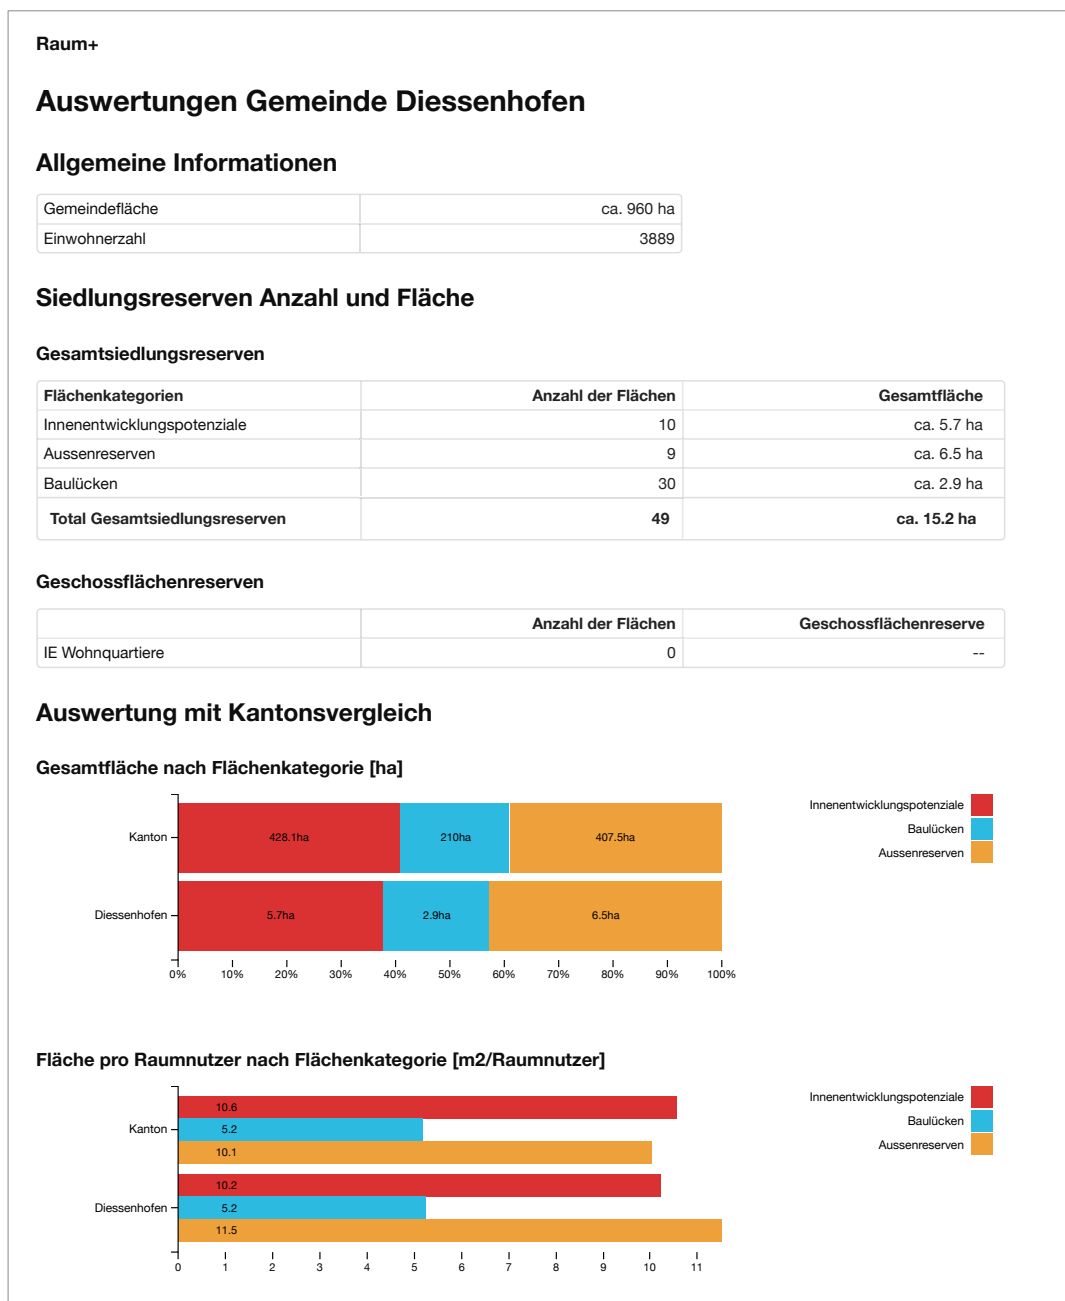 Raum+
Auswertungen Gemeinde Diessenhofen
Allgemeine Informationen
Gemeindefläche ca. 960 ha
Einwohnerzahl 3889
Siedlungsreserven Anzahl und Fläche
Gesamtsiedlungsreserven
Flächenkategorien Anzahl der Flächen Gesamtfläche
Innenentwicklungspotenziale 10 ca. 5.7 ha
Aussenreserven 9 ca. 6.5 ha
Baulücken 30 ca. 2.9 ha
Total Gesamtsiedlungsreserven 49 ca. 15.2 ha
Geschossflächenreserven
Anzahl der Flächen Geschossflächenreserve
IE Wohnquartiere 0 --
Auswertung mit Kantonsvergleich
Gesamtfläche nach Flächenkategorie [ha]
Innenentwicklungspotenziale
Baulücken
Aussenreserven
Kanton 428.1ha 210ha 407.5ha
Diessenhofen 5.7ha 2.9ha 6.5ha
0% 10% 20% 30% 40% 50% 60% 70% 80% 90% 100%
Fläche pro Raumnutzer nach Flächenkategorie [m2/Raumnutzer]
Innenentwicklungspotenziale
Baulücken
Aussenreserven
10.6
Kanton 5.2
10.1
10.2
Diessenhofen 5.2
11.5
0 1 2 3 4 5 6 7 8 9 10 11